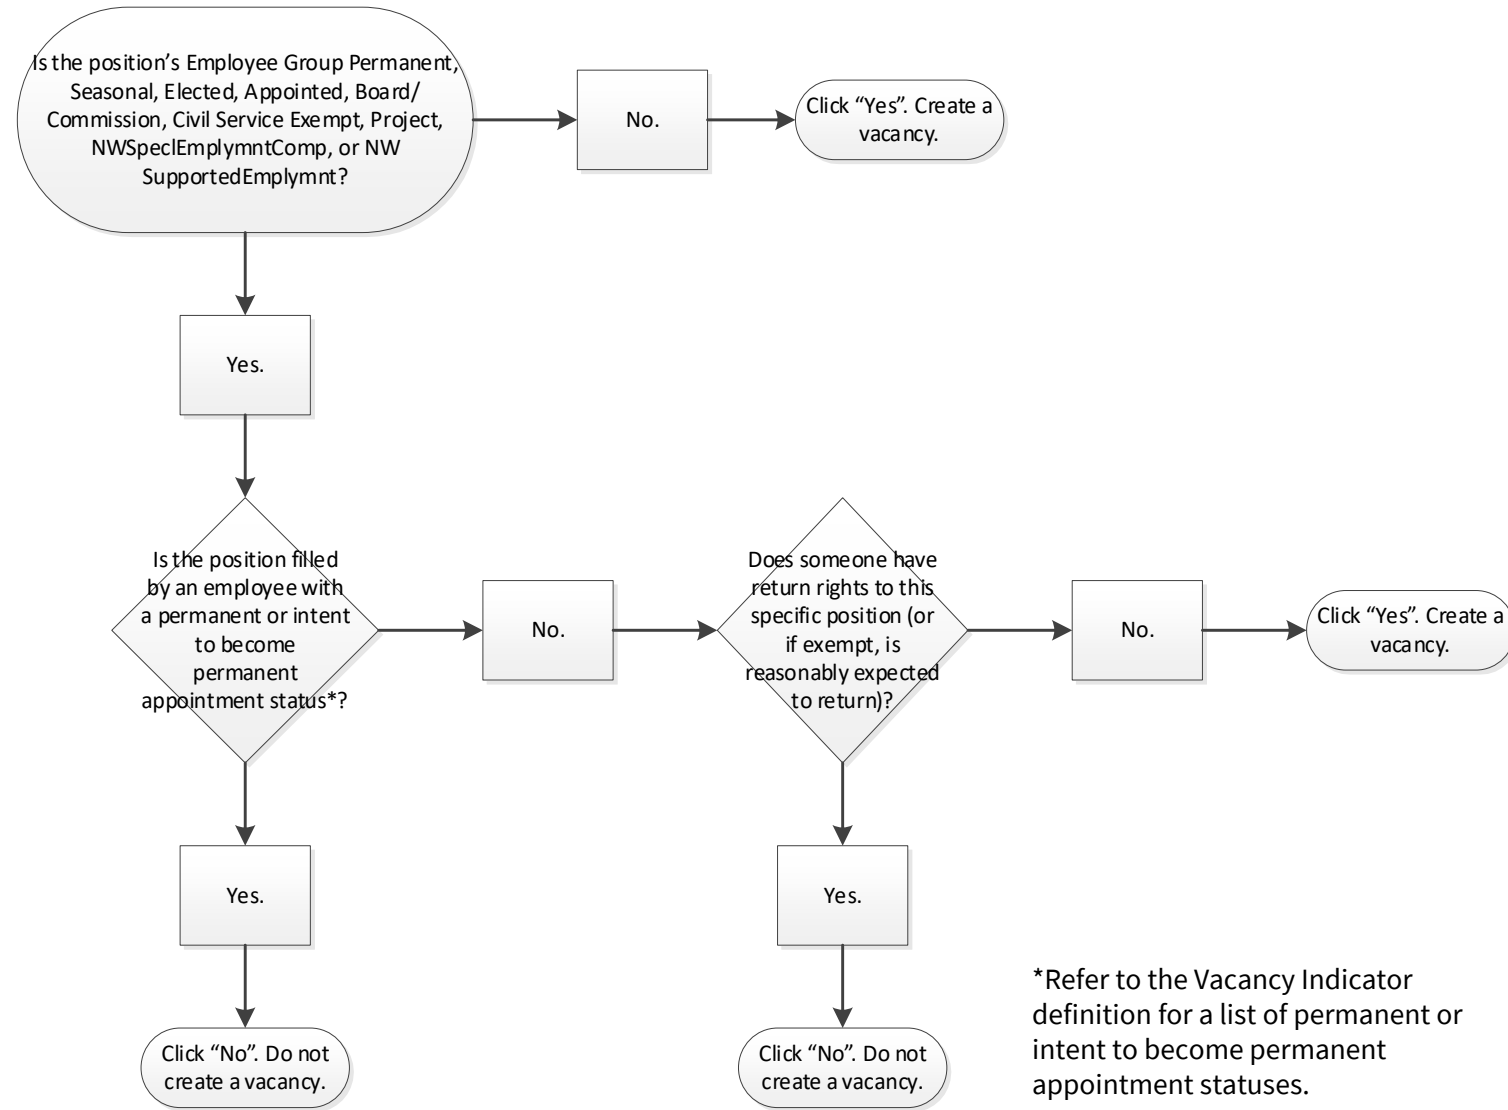 Is the position’s Employee Group Permanent,
Seasonal, Elected, Appointed, Board/
Commission, Civil Service Exempt, Project,
NWSpeclEmplymntComp, or NW
SupportedEmplymnt?
No.
Click “Yes”. Create a
vacancy.
Yes.
Is the position filled
by an employee with
a permanent or intent
to become
permanent
appointment status*?
No.
Does someone have
return rights to this
specific position (or
if exempt, is
reasonably expected
to return)?
No.
Click “Yes”. Create a
vacancy.
Yes.
Yes.
Click “No”. Do not
create a vacancy.
Click “No”. Do not
create a vacancy.
*Refer to the Vacancy Indicator
definition for a list of permanent or
intent to become permanent
appointment statuses.